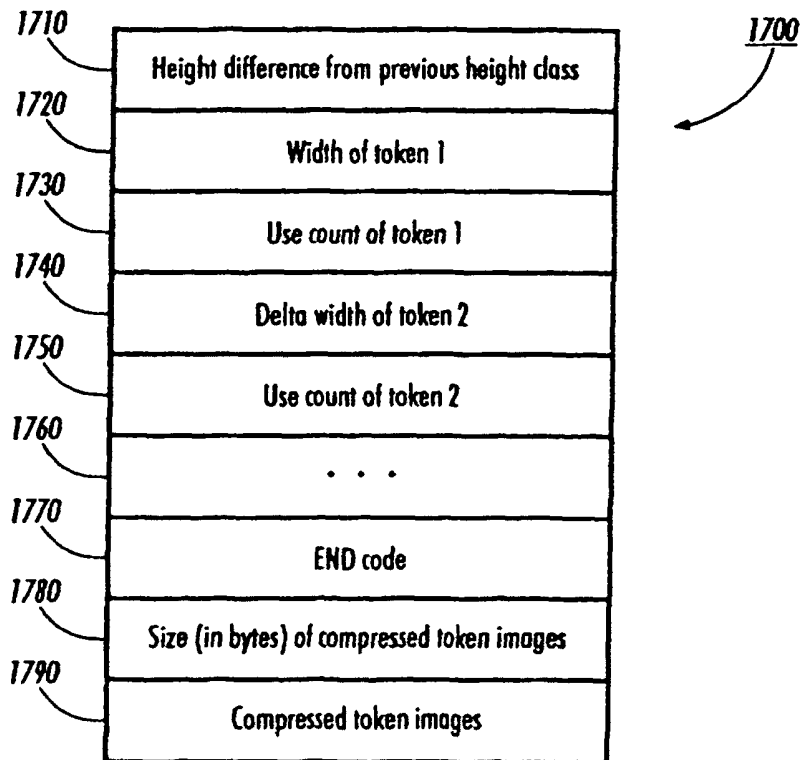 1710
1700
Height difference from previous height class
1720
Width of token 1
1730
Use count of token 1
1740
Delta width of token 2
1750
Use count of token 2
1760
. . .
1770
END code
1780
Size (in bytes) of compressed token images
1790
Compressed token images